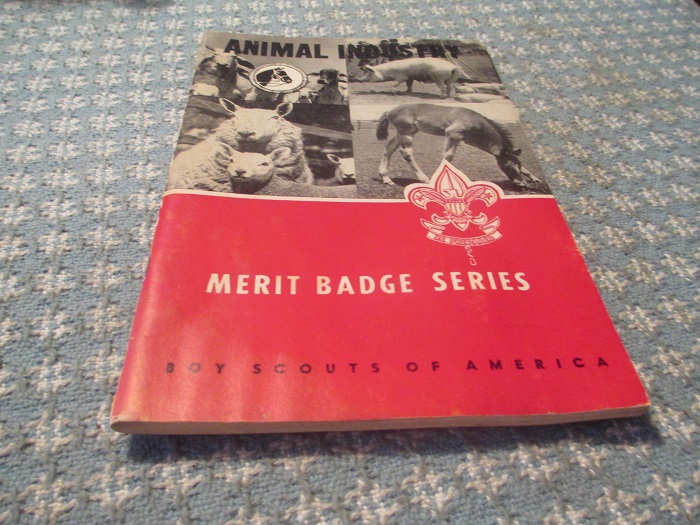 ANIMAL INDUSTRY
MERIT BADGE SERIES
BOY SCOUTS OF AMERICA